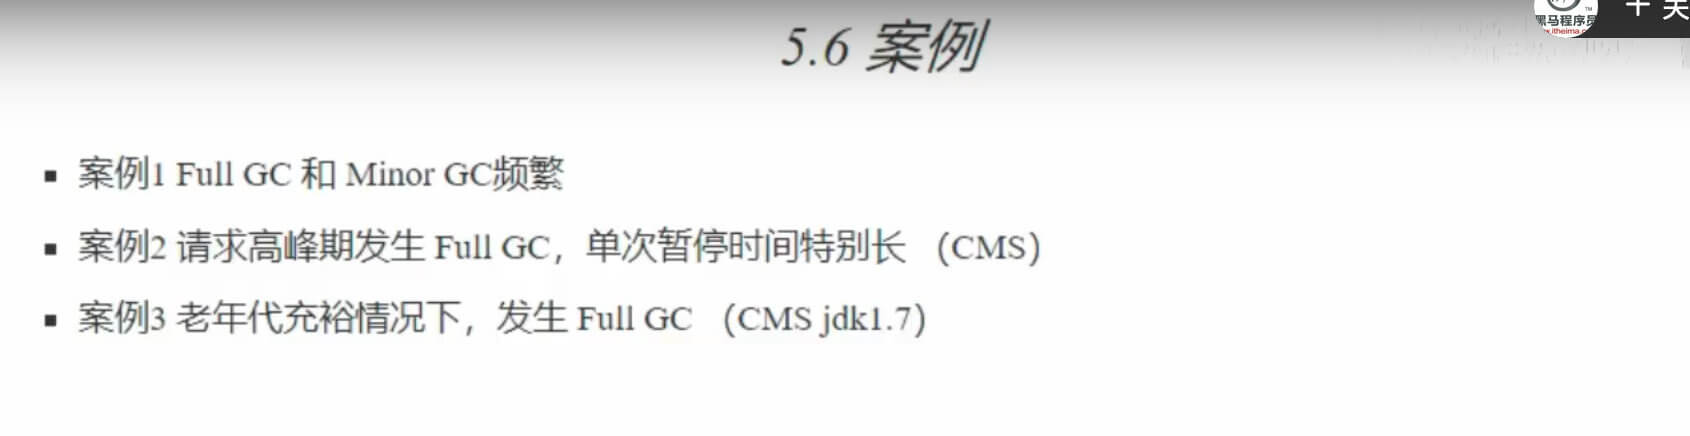 黑马程序员
5.6 案例
案例1 Full GC 和 Minor GC频繁
案例2 请求高峰期发生 Full GC，单次暂停时间特别长 （CMS）
案例3 老年代充裕情况下，发生 Full GC （CMS jdk1.7）